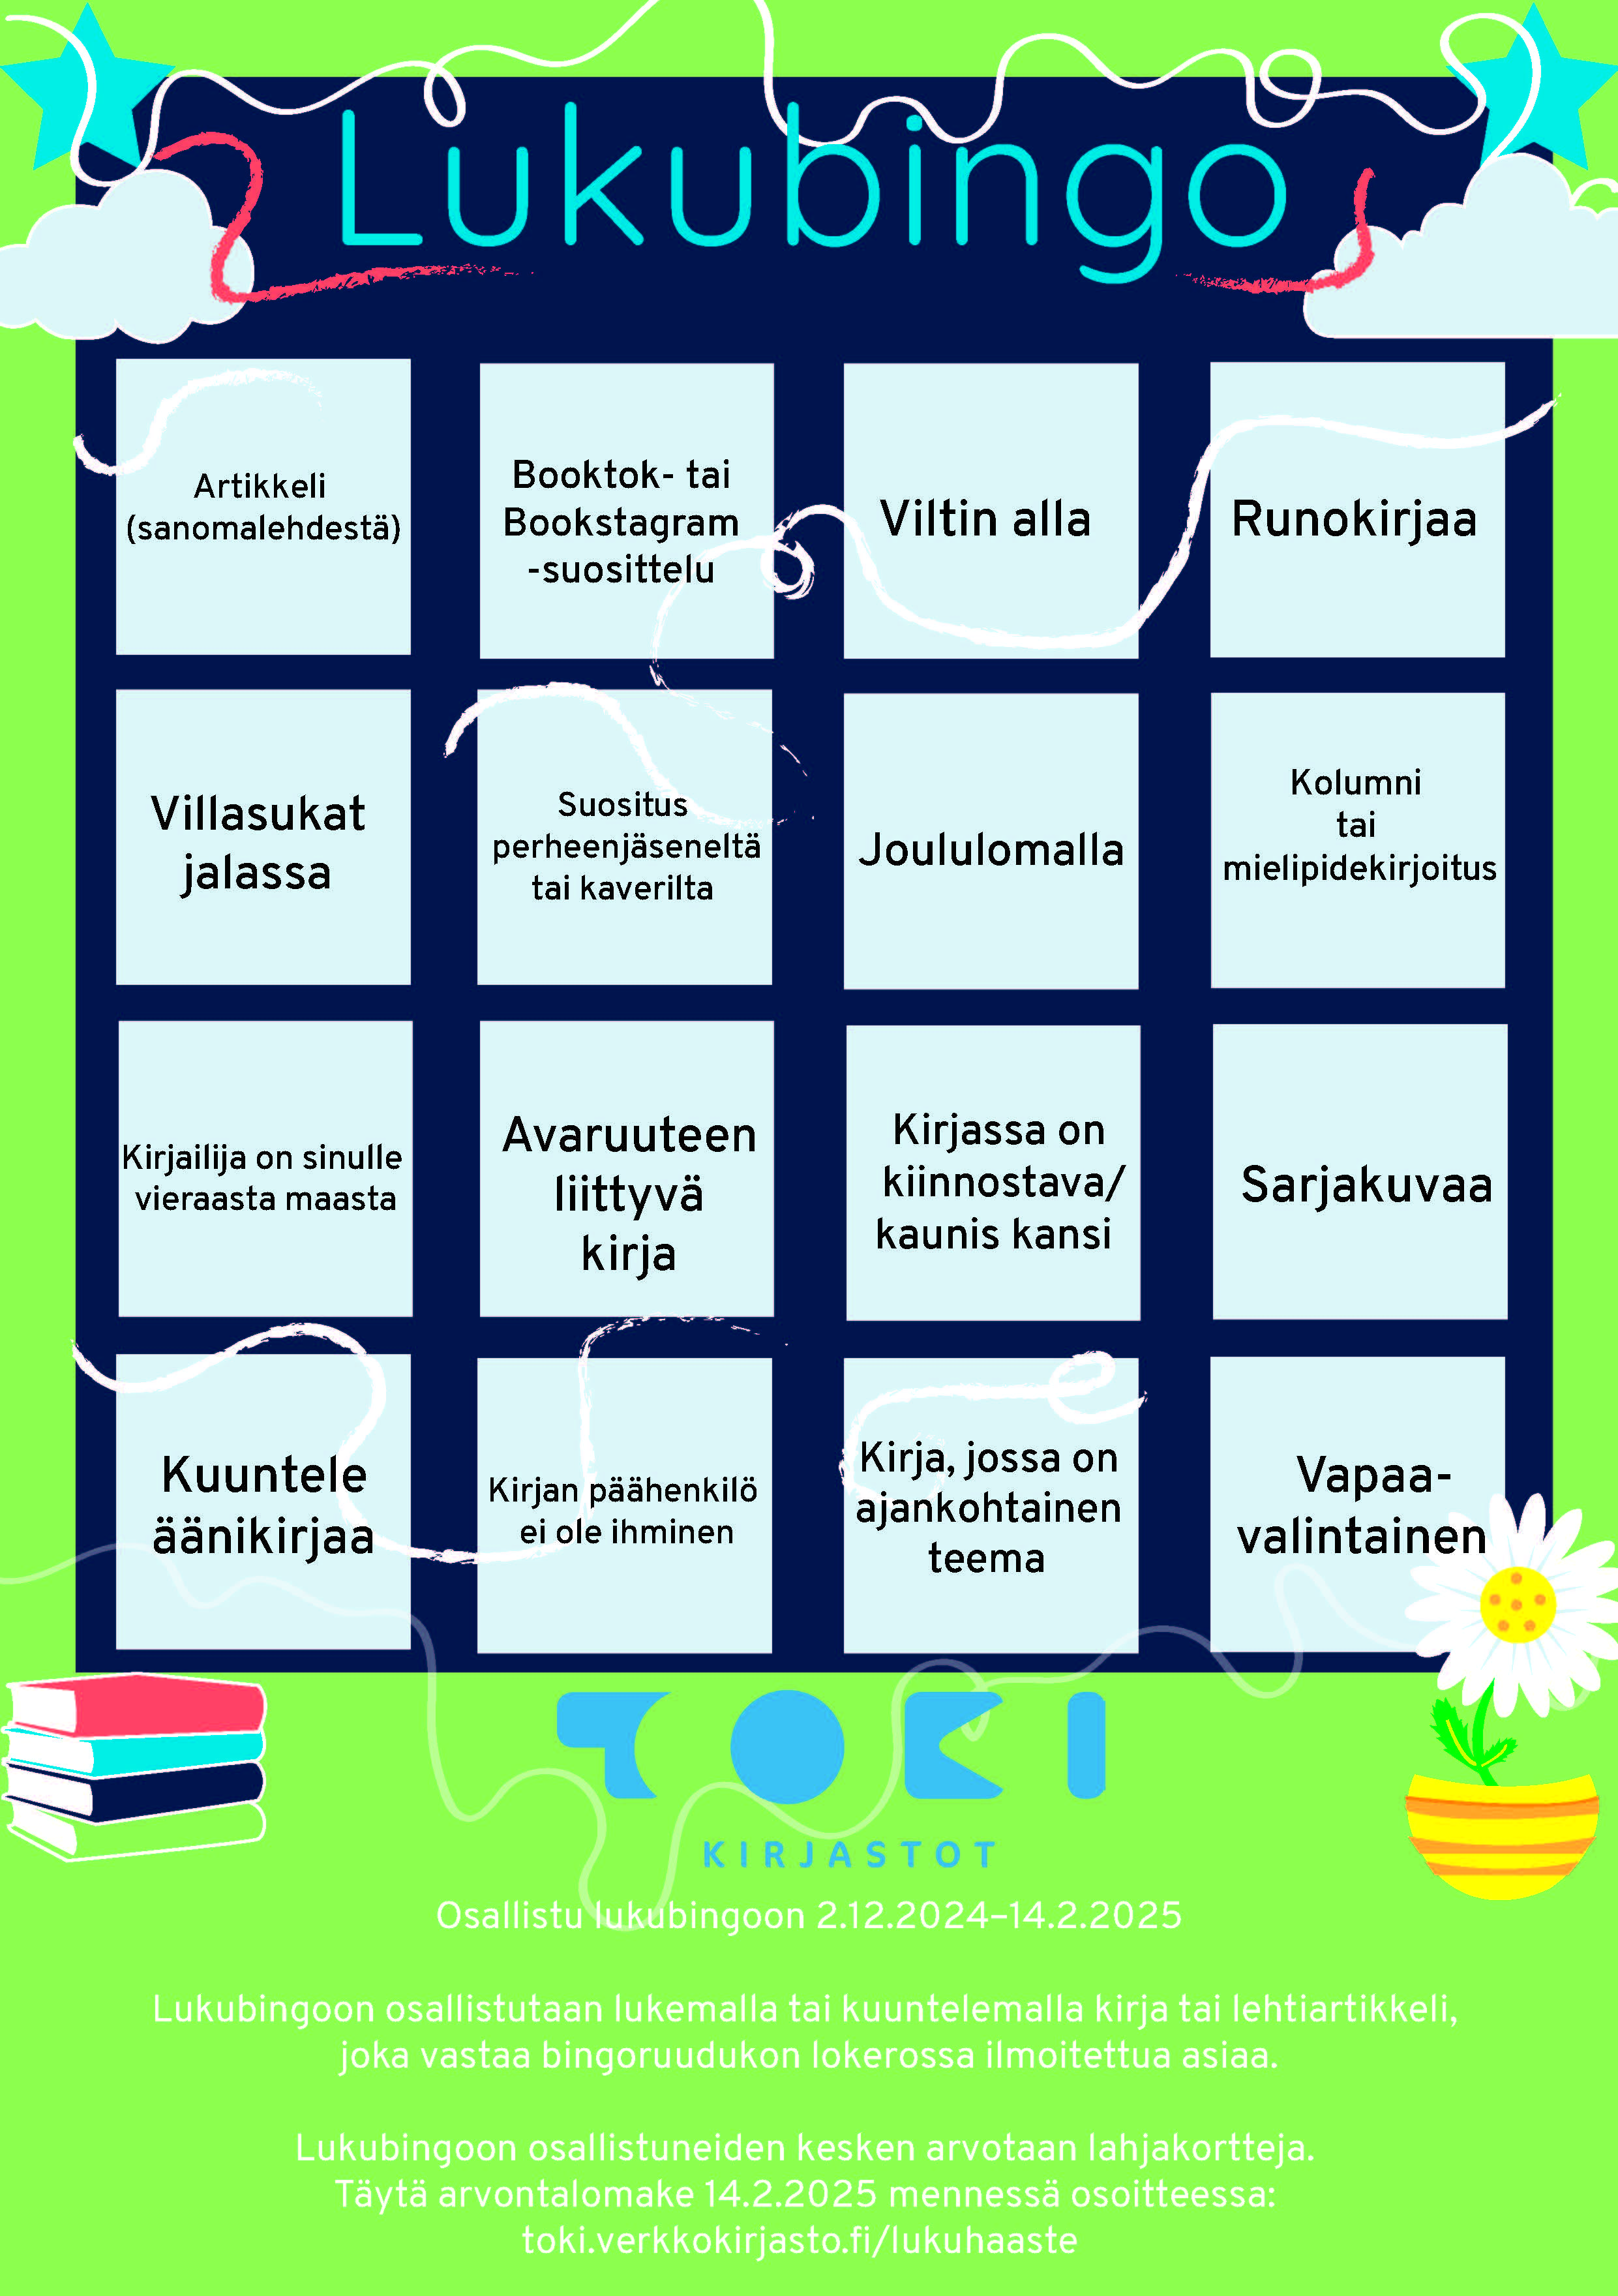 Lukubingo
Artikkeli
(sanomalehdestä)
Booktok- tai
Bookstagram
-suosittelu
Viltin alla
Runokirjaa
Villasukat
jalassa
Suositus
perheenjäseneltä
tai kaverilta
Joululomalla
Kolumni
tai
mielipidekirjoitus
Kirjailija on sinulle
vieraasta maasta
Avaruuteen
liittyvä
kirja
Kirjassa on
kiinnostava/
kaunis kansi
Sarjakuvaa
Kuuntele
äänikirjaa
Kirjan päähenkilö
ei ole ihminen
Kirja, jossa on
ajankohtainen
teema
Vapaa-
valintainen
TOKI
KIRJASTOT
Osallistu lukubingoon 2.12.2024–14.2.2025
Lukubingoon osallistutaan lukemalla tai kuuntelemalla kirja tai lehtiartikkeli,
joka vastaa bingoruudukon lokerossa ilmoitettua asiaa.
Lukubingoon osallistuneiden kesken arvotaan lahjakortteja.
Täytä arvontalomake 14.2.2025 mennessä osoitteessa:
toki.verkkokirjasto.fi/lukuhaaste